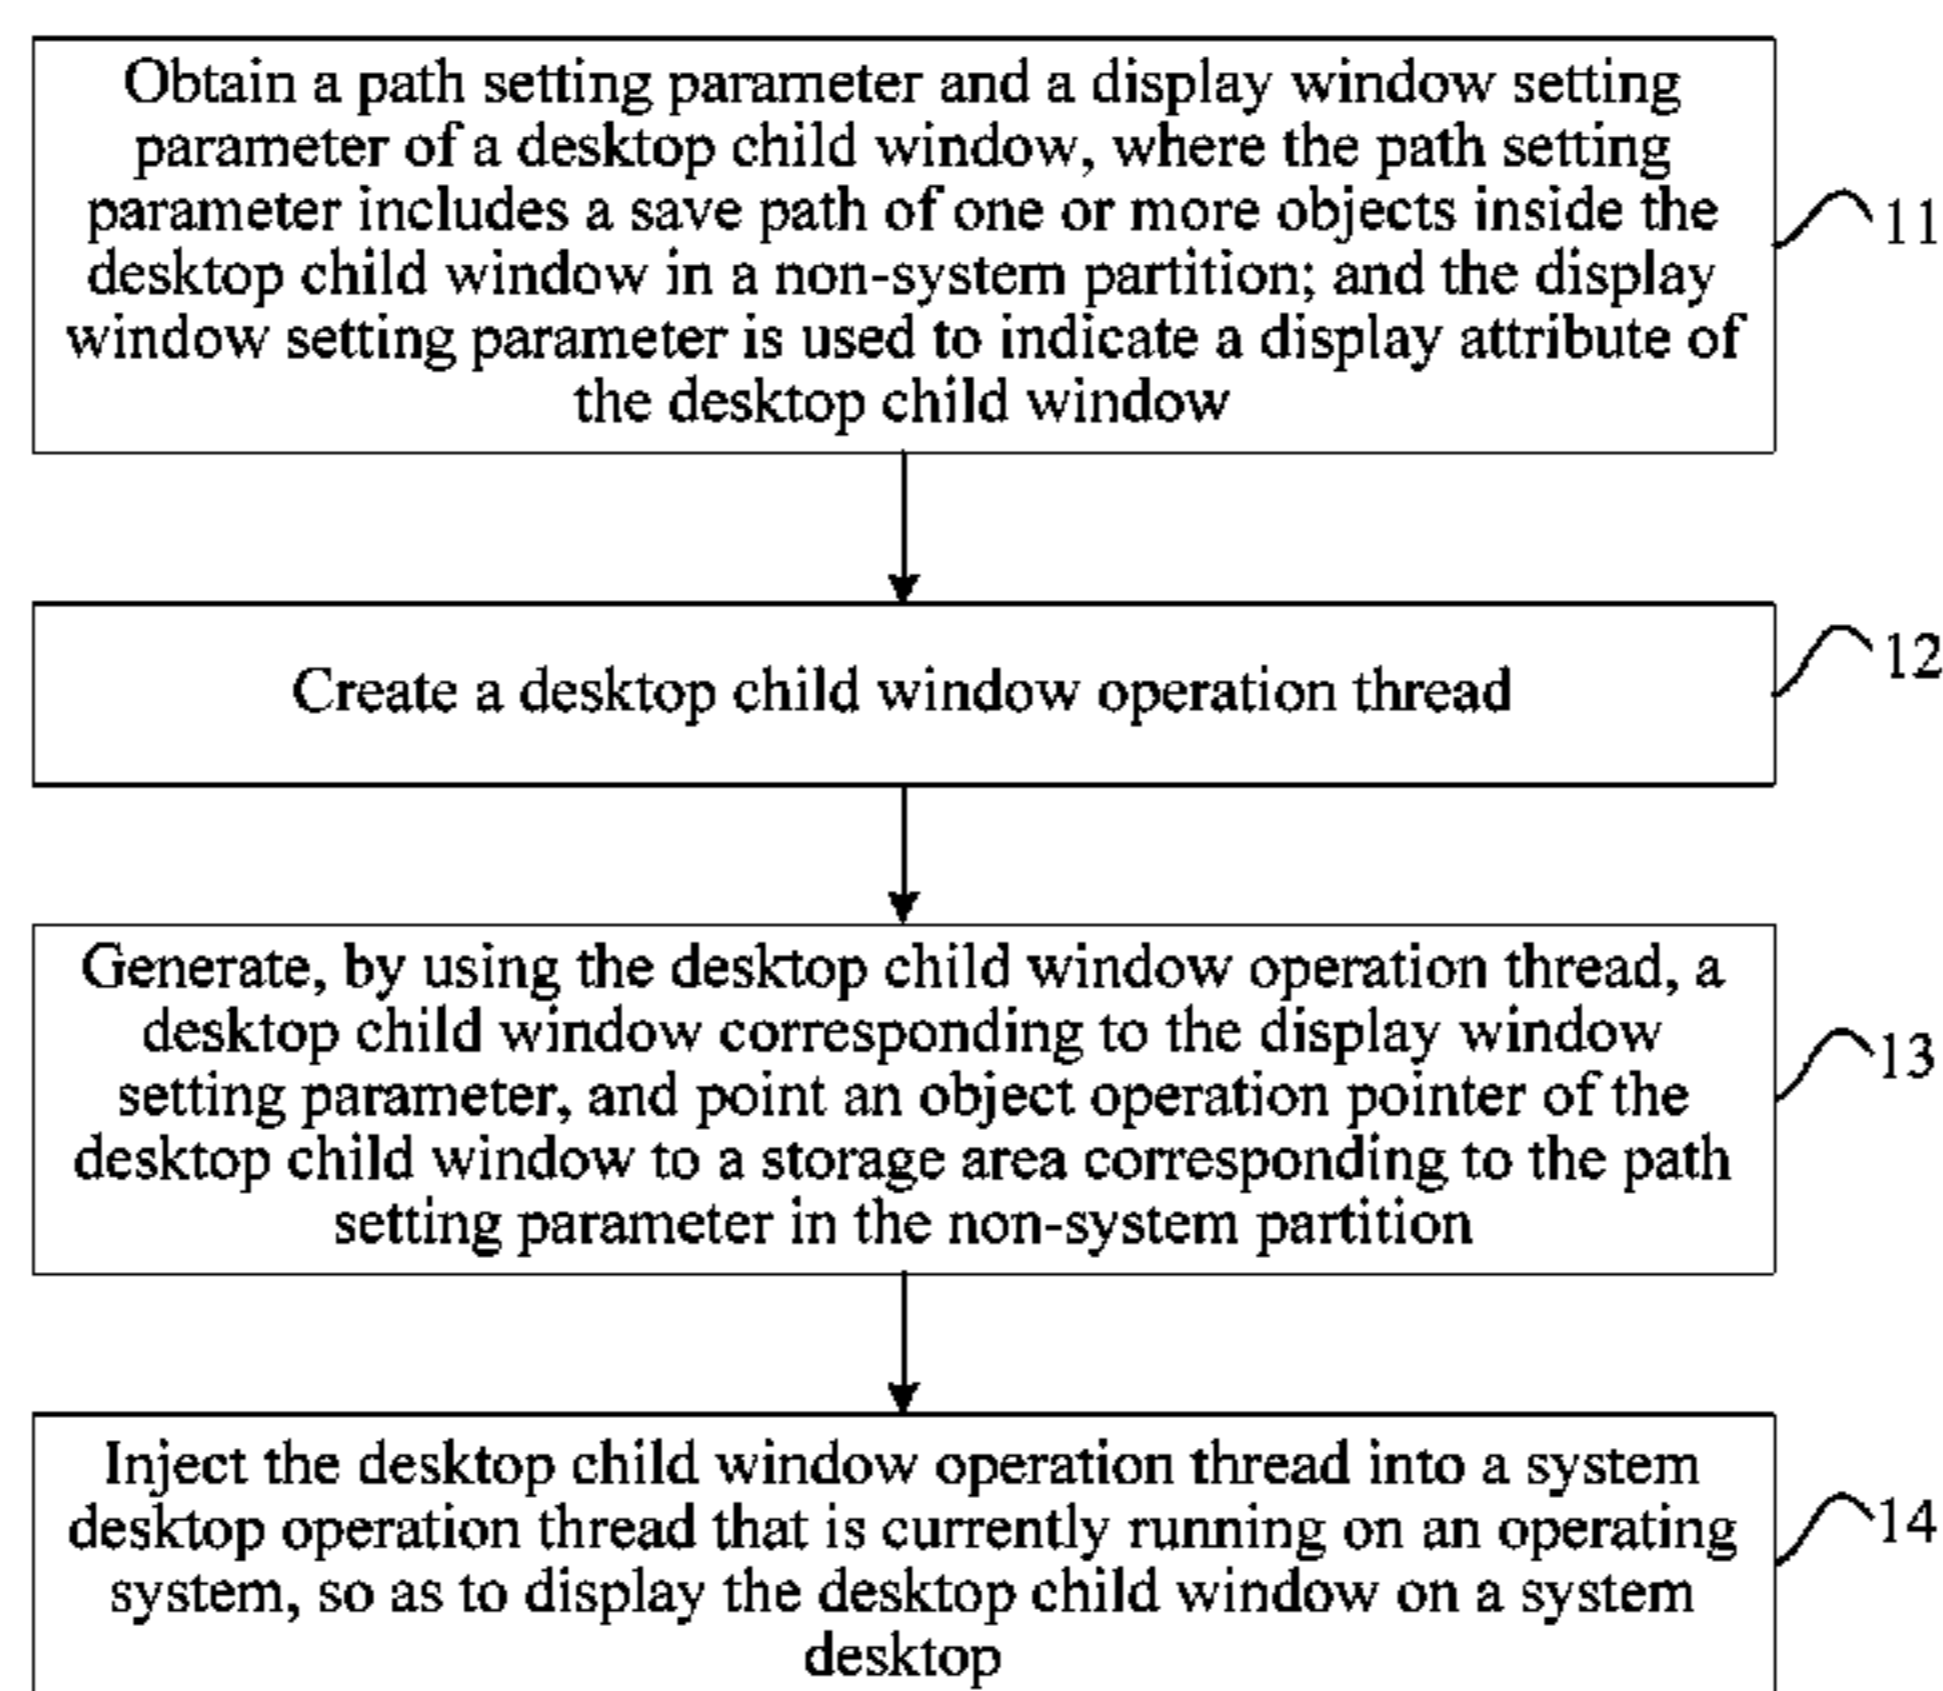 Obtain a path setting parameter and a display window setting
parameter of a desktop child window, where the path setting
parameter includes a save path of one or more objects inside the
desktop child window in a non-system partition; and the display
window setting parameter is used to indicate a display attribute of
the desktop child window
11
Create a desktop child window operation thread
12
Generate, by using the desktop child window operation thread, a
desktop child window corresponding to the display window
setting parameter, and point an object operation pointer of the
desktop child window to a storage area corresponding to the path
setting parameter in the non-system partition
13
Inject the desktop child window operation thread into a system
desktop operation thread that is currently running on an operating
system, so as to display the desktop child window on a system
desktop
14